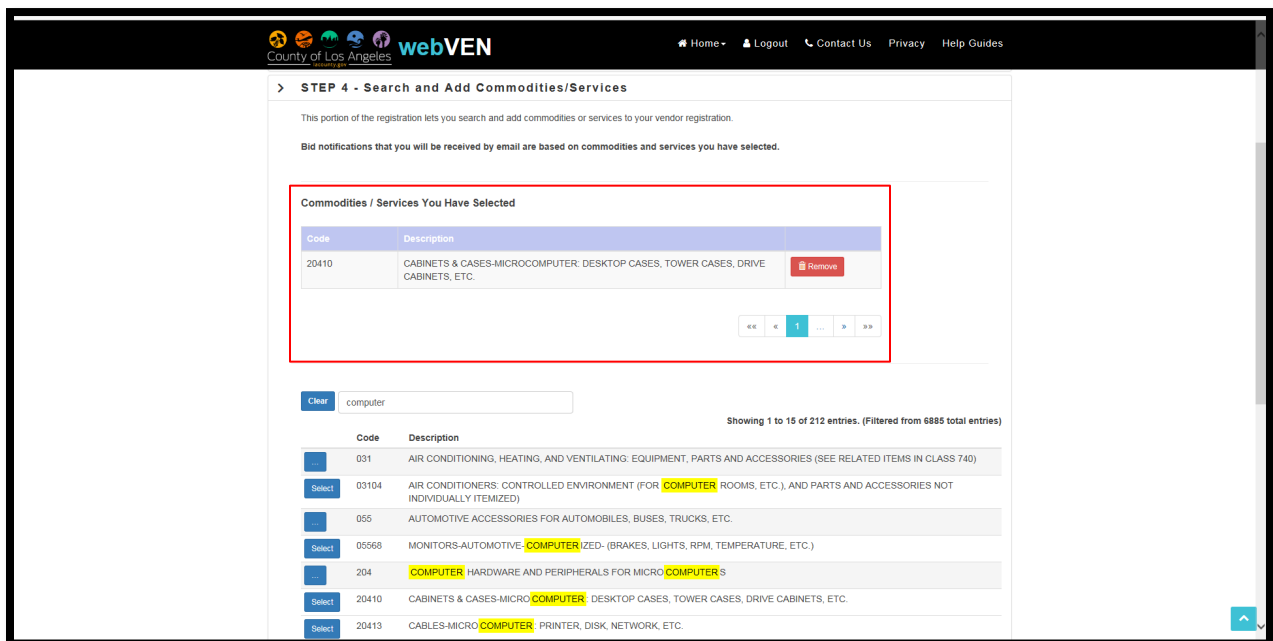 County of Los Angeles
lacounty.gov
webVEN
Home
Logout
Contact Us
Privacy
Help Guides
STEP 4 - Search and Add Commodities/Services
This portion of the registration lets you search and add commodities or services to your vendor registration.
Bid notifications that you will be received by email are based on commodities and services you have selected.
Commodities / Services You Have Selected
Code Description
20410 CABINETS & CASES-MICROCOMPUTER: DESKTOP CASES, TOWER CASES, DRIVE
CABINETS, ETC.
Remove
«« « 1 ... » »»
Clear computer
Showing 1 to 15 of 212 entries. (Filtered from 6885 total entries)
Code Description
... 031 AIR CONDITIONING, HEATING, AND VENTILATING: EQUIPMENT, PARTS AND ACCESSORIES (SEE RELATED ITEMS IN CLASS 740)
Select 03104 AIR CONDITIONERS: CONTROLLED ENVIRONMENT (FOR COMPUTER ROOMS, ETC.), AND PARTS AND ACCESSORIES NOT
INDIVIDUALLY ITEMIZED)
... 055 AUTOMOTIVE ACCESSORIES FOR AUTOMOBILES, BUSES, TRUCKS, ETC.
Select 05568 MONITORS-AUTOMOTIVE-COMPUTERIZED- (BRAKES, LIGHTS, RPM, TEMPERATURE, ETC.)
... 204 COMPUTER HARDWARE AND PERIPHERALS FOR MICROCOMPUTERS
Select 20410 CABINETS & CASES-MICROCOMPUTER: DESKTOP CASES, TOWER CASES, DRIVE CABINETS, ETC.
Select 20413 CABLES-MICROCOMPUTER: PRINTER, DISK, NETWORK, ETC.